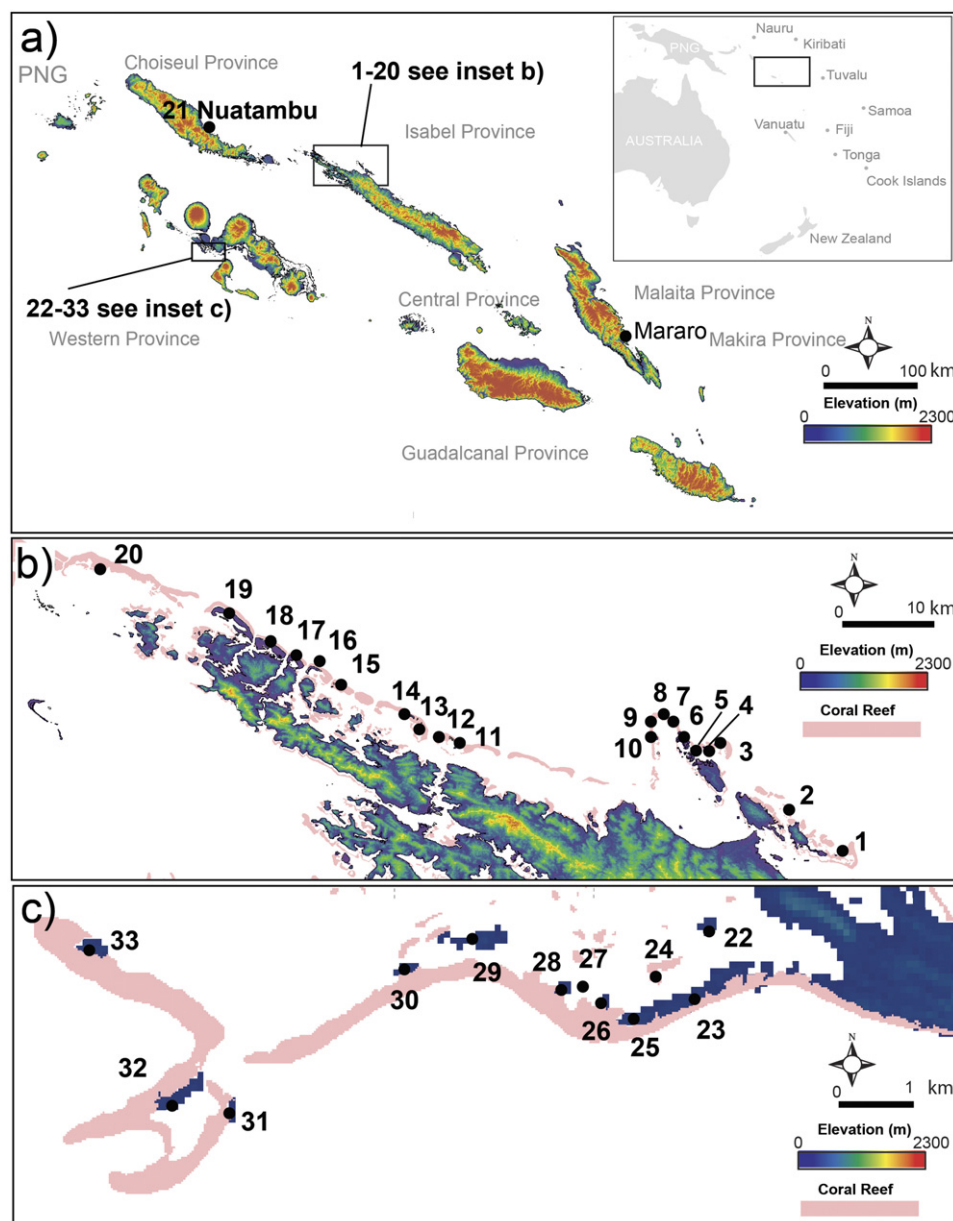 a)
PNG
Choiseul Province
21 Nuatambu
1-20 see inset b)
Isabel Province
22-33 see inset c)
Western Province
Central Province
Malaita Province
Mararo
Makira Province
Guadalcanal Province
Nauru
Kiribati
PNG
Tuvalu
Samoa
Vanuatu
Fiji
AUSTRALIA
Tonga
Cook Islands
New Zealand
N
0 100 km
Elevation (m)
0 2300
b)
20
19
18
17
16
15
14
13
12
11
8
7
9
6
5
4
10
3
2
1
N
0 10 km
Elevation (m)
0 2300
Coral Reef
c)
33
32
31
30
29
28
27
26
25
24
23
22
N
0 1 km
Elevation (m)
0 2300
Coral Reef